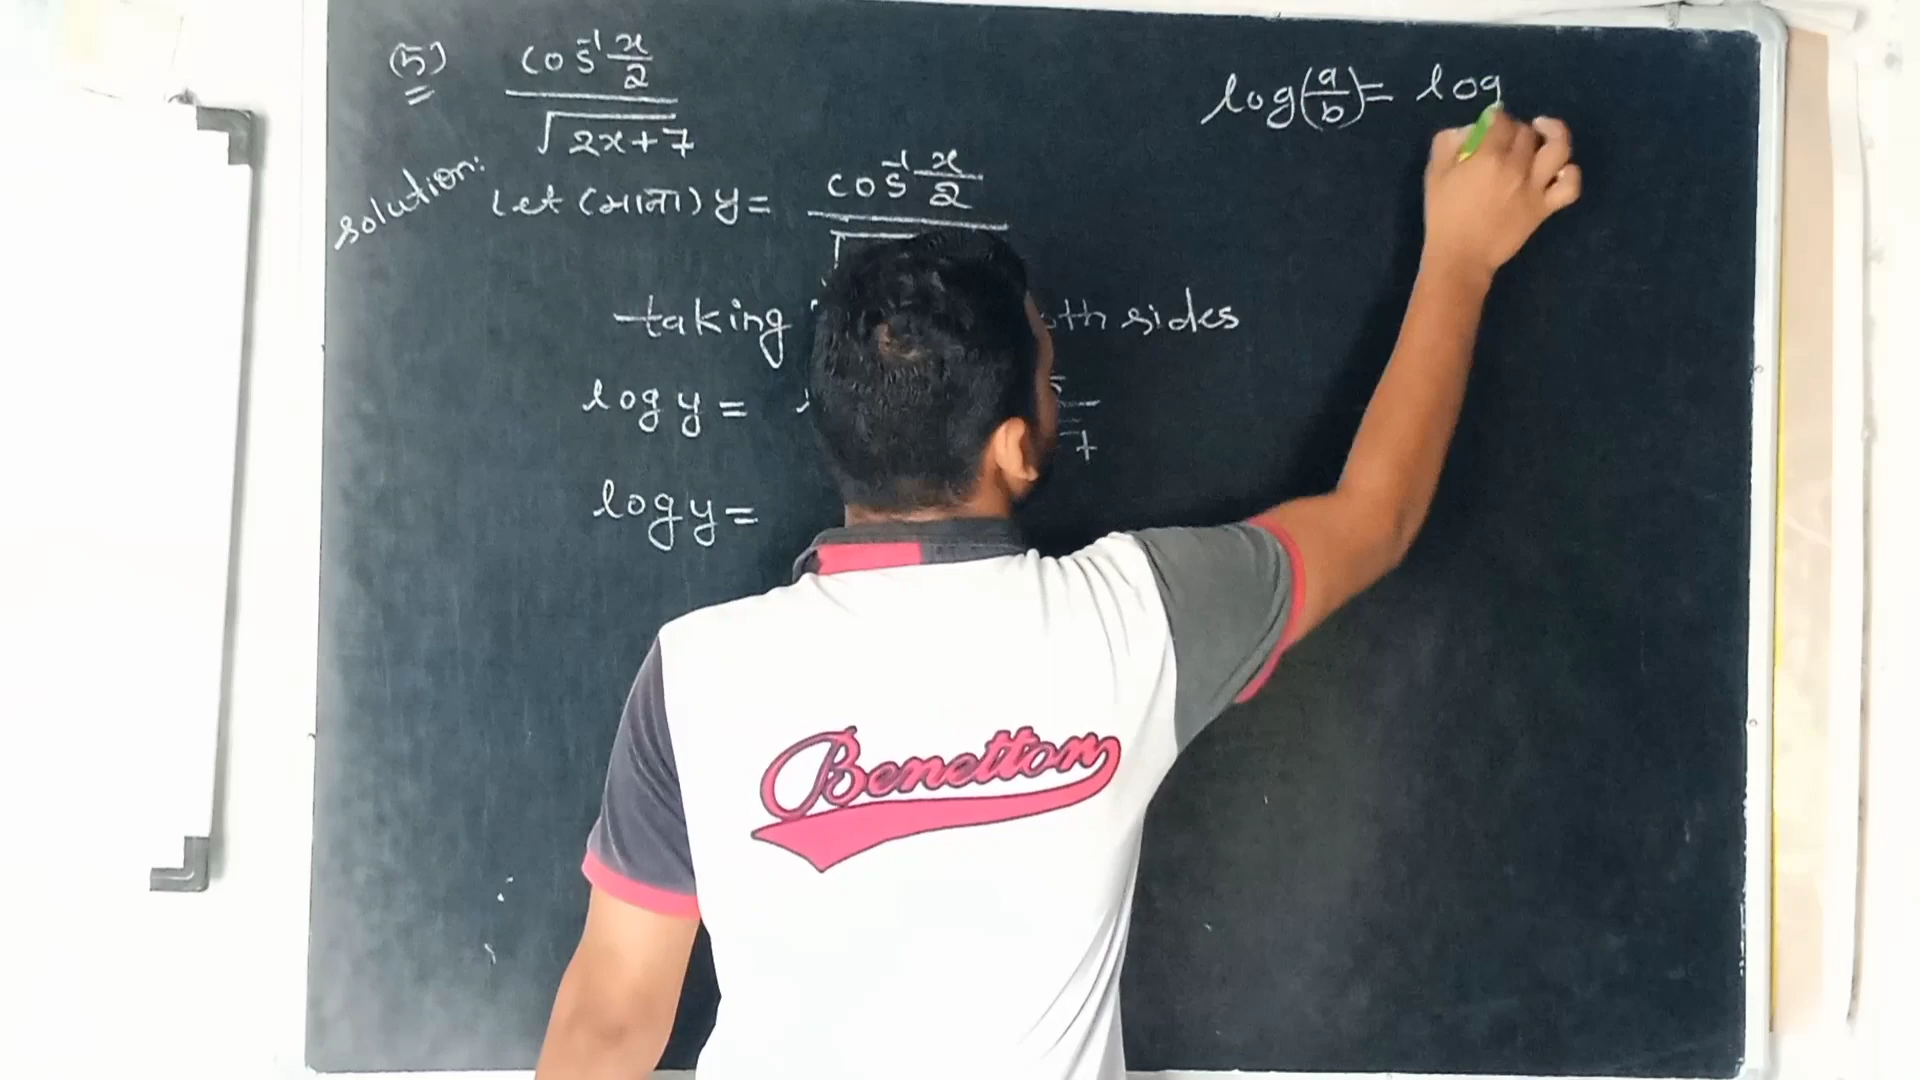 (5) cos⁻¹ x/2
√2x+7
solution:
Let (माना) y = cos⁻¹ x/2
taking sides
log y =
log y =
log(a/b) = log
Benetton